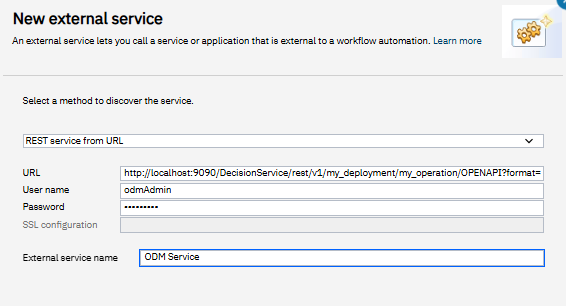 New external service
An external service lets you call a service or application that is external to a workflow automation. Learn more
Select a method to discover the service.
REST service from URL
URL http://localhost:9090/DecisionService/rest/v1/my_deployment/my_operation/OPENAPI?format=
User name odmAdmin
Password •••••••••
SSL configuration
External service name ODM Service